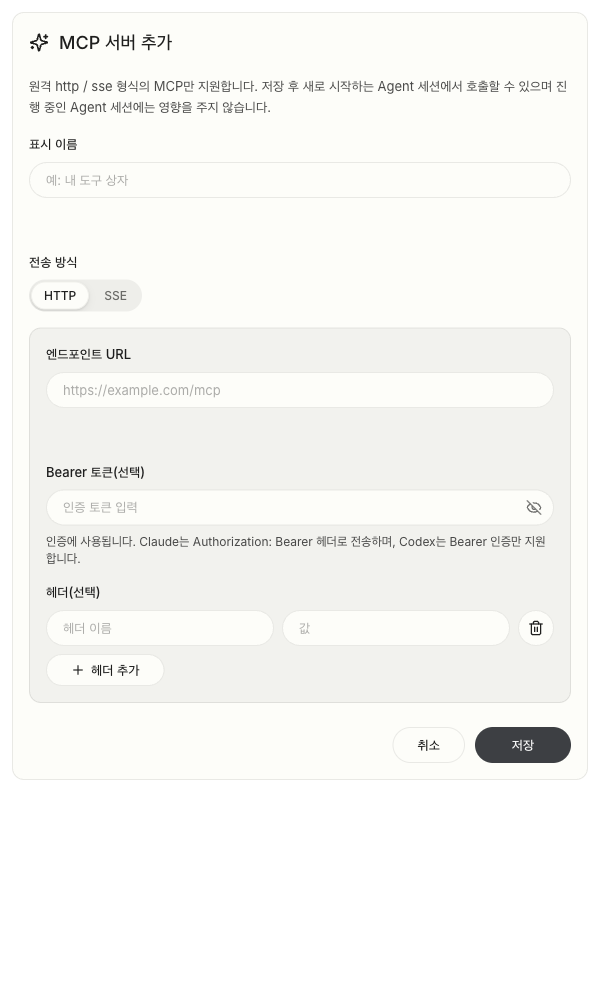 MCP 서버 추가
원격 http / sse 형식의 MCP만 지원합니다. 저장 후 새로 시작하는 Agent 세션에서 호출할 수 있으며 진
행 중인 Agent 세션에는 영향을 주지 않습니다.
표시 이름
예: 내 도구 상자
전송 방식
HTTP SSE
엔드포인트 URL
https://example.com/mcp
Bearer 토큰(선택)
인증 토큰 입력
인증에 사용됩니다. Claude는 Authorization: Bearer 헤더로 전송하며, Codex는 Bearer 인증만 지원
합니다.
헤더(선택)
헤더 이름 값
헤더 추가
취소 저장